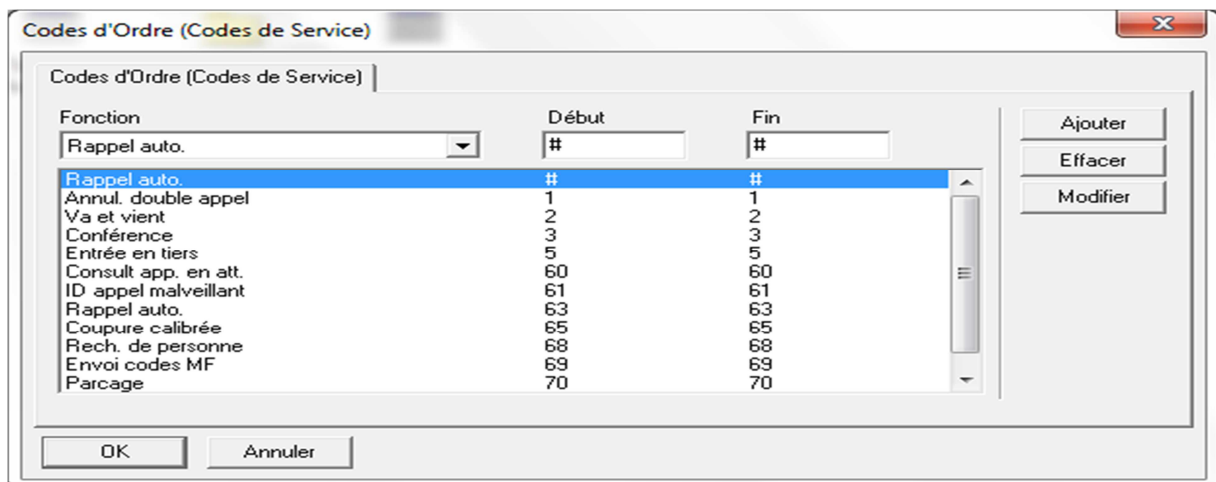 Codes d'Ordre (Codes de Service)
Codes d'Ordre (Codes de Service)
Fonction Début Fin
Rappel auto. # #
Rappel auto. # #
Annul. double appel 1 1
Va et vient 2 2
Conférence 3 3
Entrée en tiers 5 5
Consult app. en att. 60 60
ID appel malveillant 61 61
Rappel auto. 63 63
Coupure calibrée 65 65
Rech. de personne 68 68
Envoi codes MF 69 69
Parcage 70 70
Ajouter
Effacer
Modifier
OK Annuler